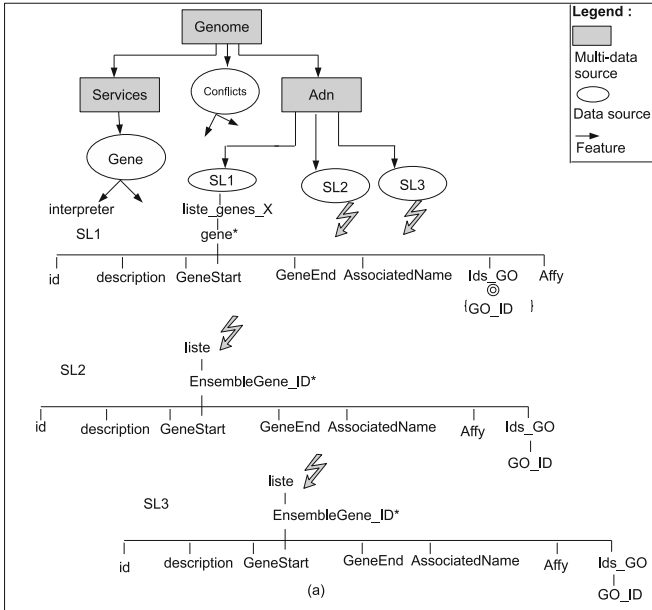 Genome
Legend :
Multi-data
source
Data source
Feature
Services
Conflicts
Adn
Gene
SL1
SL2
SL3
interpreter
liste_genes_X
SL1
gene*
id
description
GeneStart
GeneEnd
AssociatedName
Ids_GO
Affy
{GO_ID }
liste
SL2
EnsembleGene_ID*
id
description
GeneStart
GeneEnd
AssociatedName
Affy
Ids_GO
GO_ID
liste
SL3
EnsembleGene_ID*
id
description
GeneStart
GeneEnd
AssociatedName
Affy
Ids_GO
GO_ID
(a)